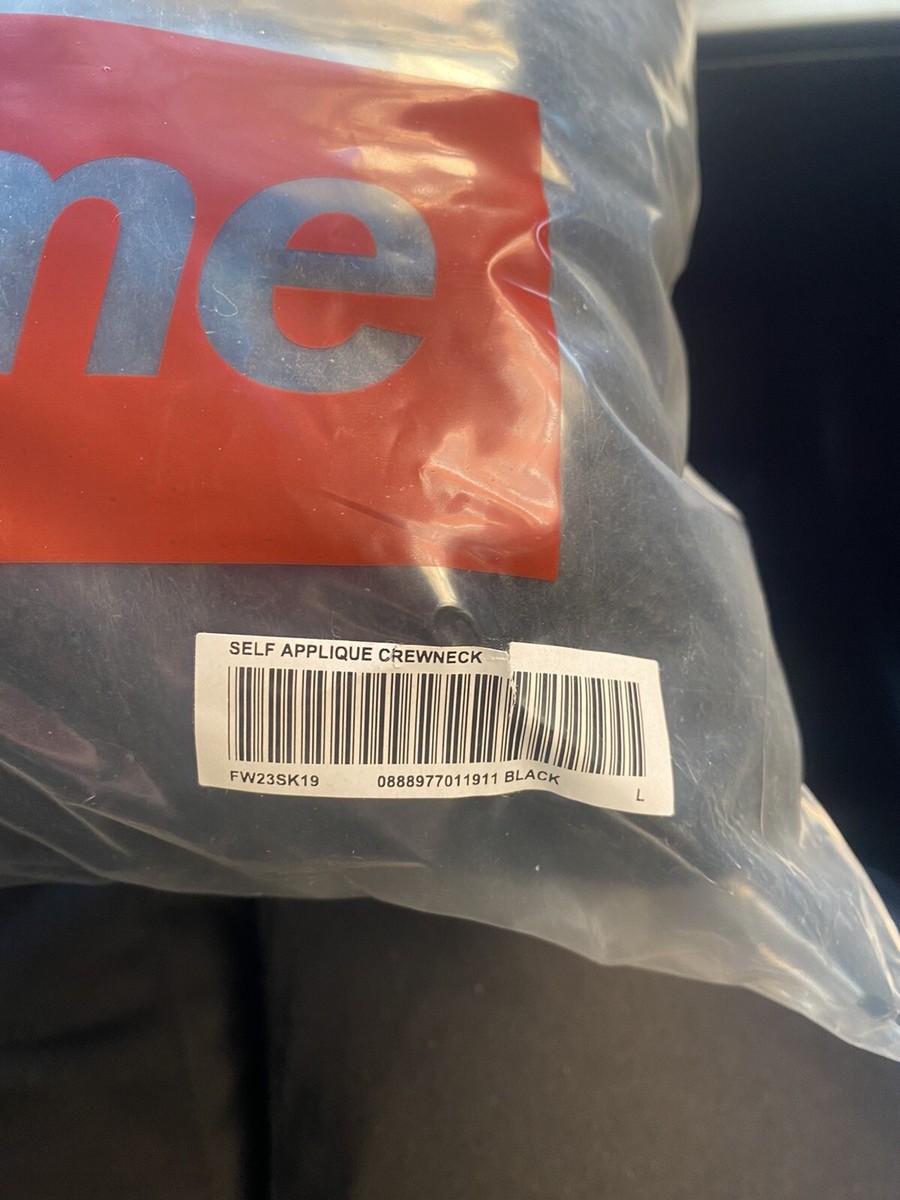 me
SELF APPLIQUE CREWNECK
FW23SK19 0888977011911 BLACK
L